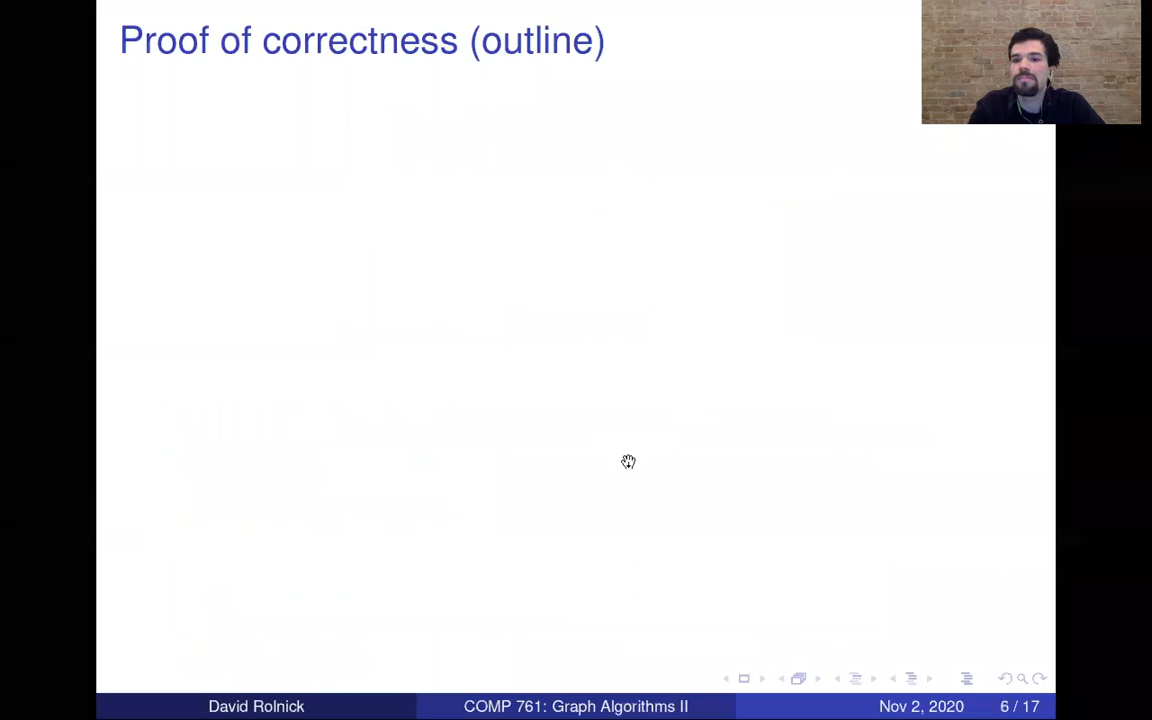 Proof of correctness (outline)
David Rolnick
COMP 761: Graph Algorithms II
Nov 2, 2020
6 / 17